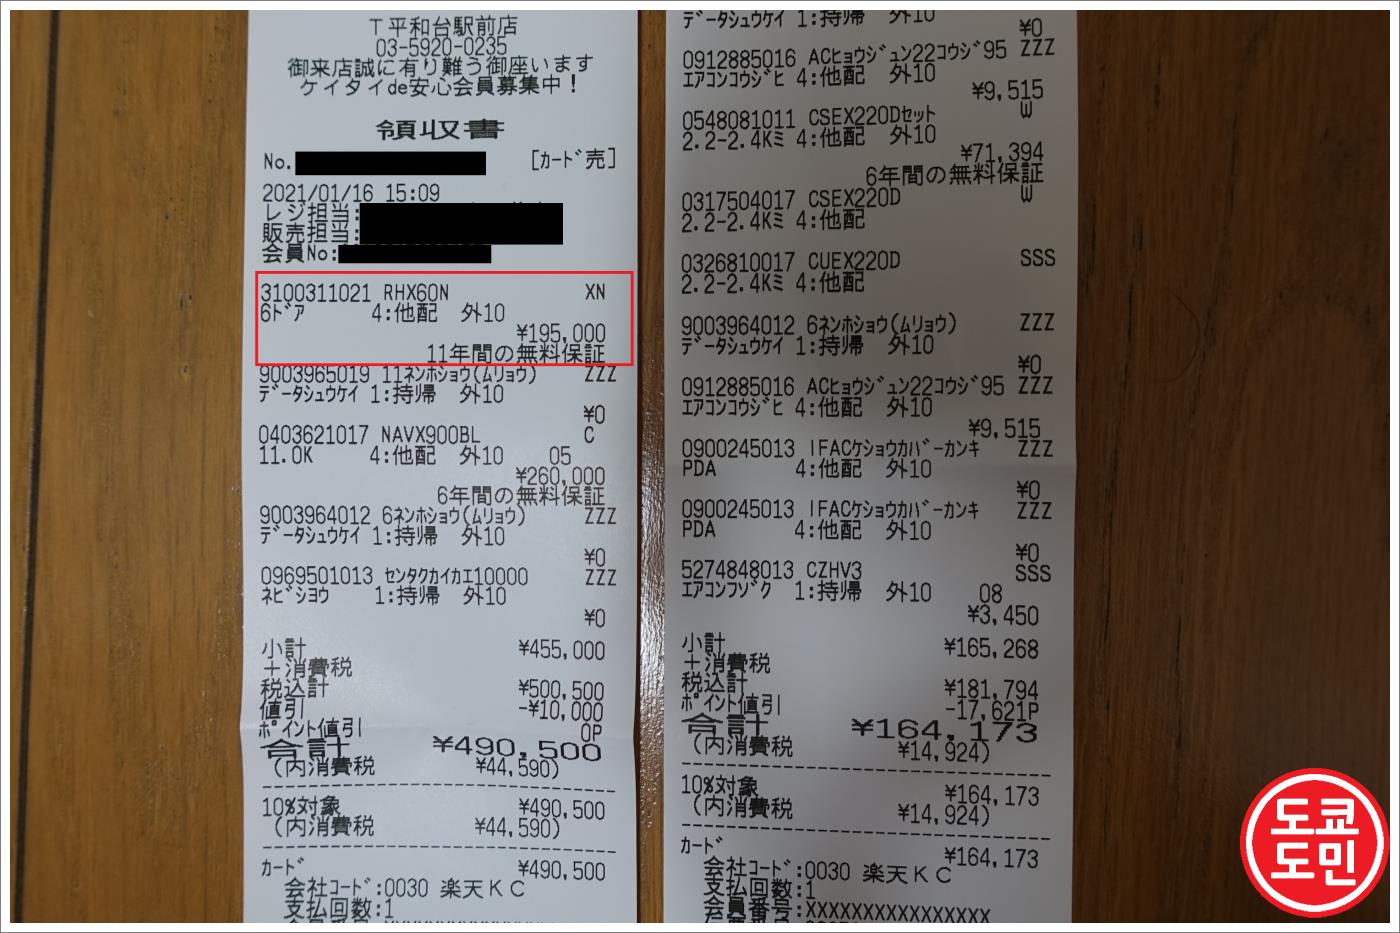 T平和台駅前店
03-5920-0235
御来店誠に有り難う御座います
ケイタイde安心会員募集中!
領収書
No. [ｶｰﾄﾞ売]
2021/01/16 15:09
レジ担当:
販売担当:
会員No:
3100311021 RHX60N XN
6ﾄﾞｱ 4:他配 外10
¥195,000
11年間の無料保証
9003965019 11ﾈﾝﾎｼｮｳ(ﾑﾘｮｳ) ZZZ
ﾃﾞｰﾀｼｭｳｹｲ 1:持帰 外10
¥0
0403621017 NAVX900BL C
11.0K 4:他配 外10 05
¥260,000
6年間の無料保証
9003964012 6ﾈﾝﾎｼｮｳ(ﾑﾘｮｳ) ZZZ
ﾃﾞｰﾀｼｭｳｹｲ 1:持帰 外10
¥0
0969501013 ｾﾝﾀｸｶｲｶｴ10000 ZZZ
ﾈﾋﾞｼﾖｳ 1:持帰 外10
¥0
小計 ¥455,000
+消費税
税込計 ¥500,500
値引 -¥10,000
ﾎﾟｲﾝﾄ値引 0P
合計 ¥490,500
(内消費税 ¥44,590)
10%対象 ¥490,500
(内消費税 ¥44,590)
ｶｰﾄﾞ ¥490,500
会社ｺｰﾄﾞ:0030 楽天KC
支払回数:1
ﾃﾞｰﾀｼｭｳｹｲ 1:持帰 外10
¥0
0912885016 ACﾋｮｳｼﾞｭﾝ22ｺｳｼﾞ95 ZZZ
ｴｱｺﾝｺｳｼﾞﾋ 4:他配 外10
¥9,515
0548081011 CSEX220Dｾｯﾄ W
2.2-2.4Kﾐ 4:他配 外10
¥71,394
6年間の無料保証
0317504017 CSEX220D W
2.2-2.4Kﾐ 4:他配
0326810017 CUEX220D SSS
2.2-2.4Kﾐ 4:他配
9003964012 6ﾈﾝﾎｼｮｳ(ﾑﾘｮｳ) ZZZ
ﾃﾞｰﾀｼｭｳｹｲ 1:持帰 外10
¥0
0912885016 ACﾋｮｳｼﾞｭﾝ22ｺｳｼﾞ95 ZZZ
ｴｱｺﾝｺｳｼﾞﾋ 4:他配 外10
¥9,515
0900245013 IFACｹｼｮｳｶﾊﾞｰｶﾝｷ ZZZ
PDA 4:他配 外10
¥0
0900245013 IFACｹｼｮｳｶﾊﾞｰｶﾝｷ ZZZ
PDA 4:他配 外10
¥0
5274848013 CZHV3 SSS
ｴｱｺﾝﾌｿﾞｸ 1:持帰 外10 08
¥3,450
小計 ¥165,268
+消費税
税込計 ¥181,794
ﾎﾟｲﾝﾄ値引 -17,621P
合計 ¥164,173
(内消費税 ¥14,924)
10%対象 ¥164,173
(内消費税 ¥14,924)
ｶｰﾄﾞ ¥164,173
会社ｺｰﾄﾞ:0030 楽天KC
支払回数:1
会員番号:XXXXXXXXXXXXXXXX
도쿄
도민